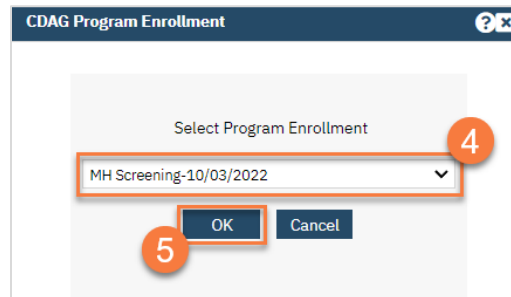 CDAG Program Enrollment ?
Select Program Enrollment
4
MH Screening-10/03/2022
OK Cancel
5